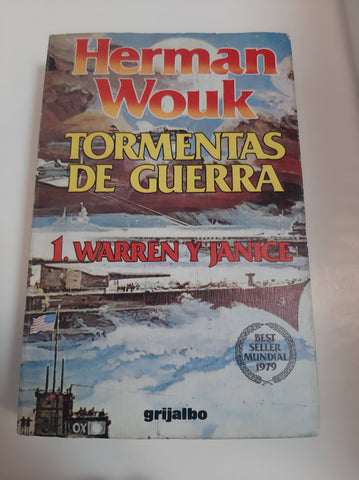 Herman
Wouk
TORMENTAS
DE GUERRA
1. WARREN Y JANICE
BEST
SELLER
MUNDIAL
1979
grijalbo